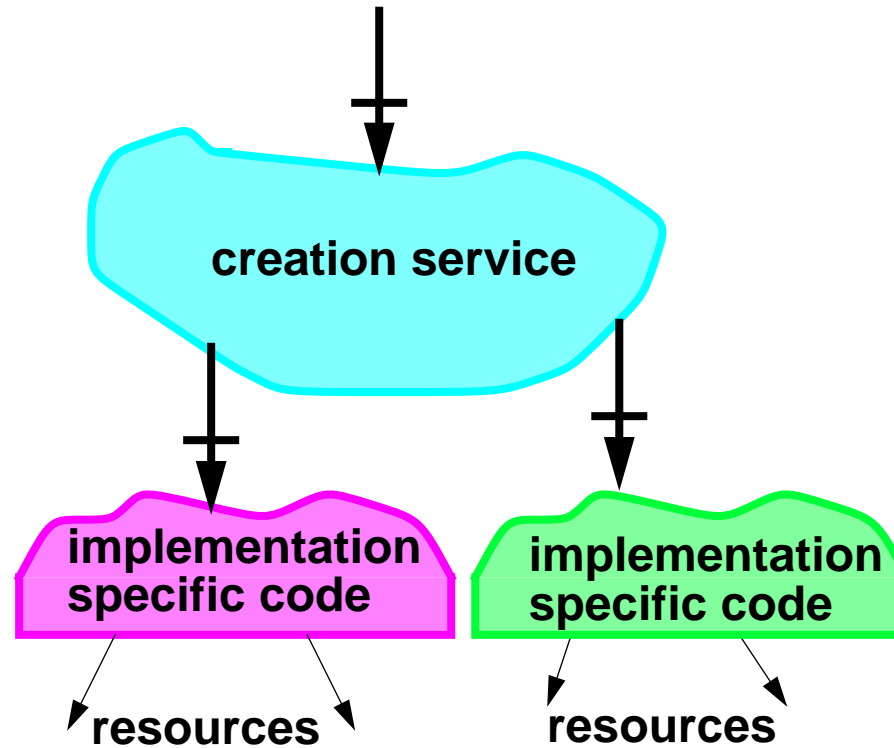 creation service
implementation
specific code
implementation
specific code
resources
resources